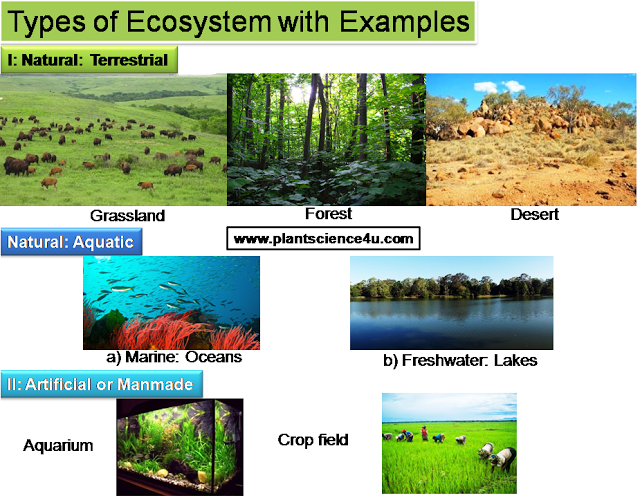 Types of Ecosystem with Examples
I: Natural: Terrestrial
Grassland
Forest
Desert
Natural: Aquatic
www.plantscience4u.com
a) Marine: Oceans
b) Freshwater: Lakes
II: Artificial or Manmade
Aquarium
Crop field